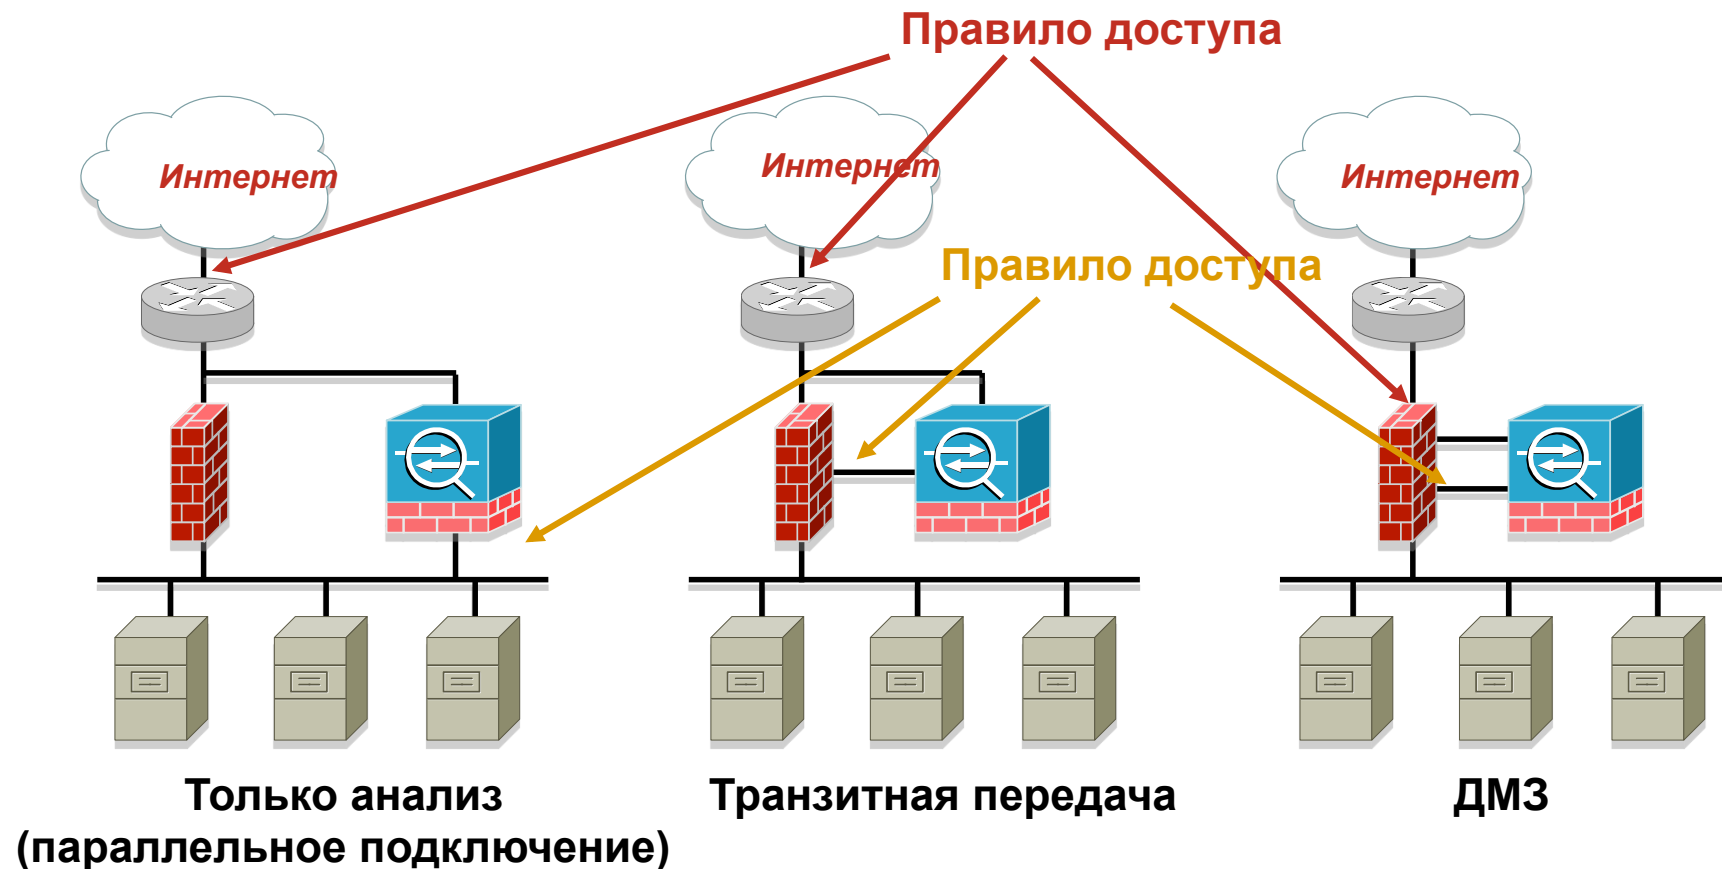 Правило доступа
Интернет
Интернет
Интернет
Правило доступа
Только анализ
(параллельное подключение)
Транзитная передача
ДМЗ